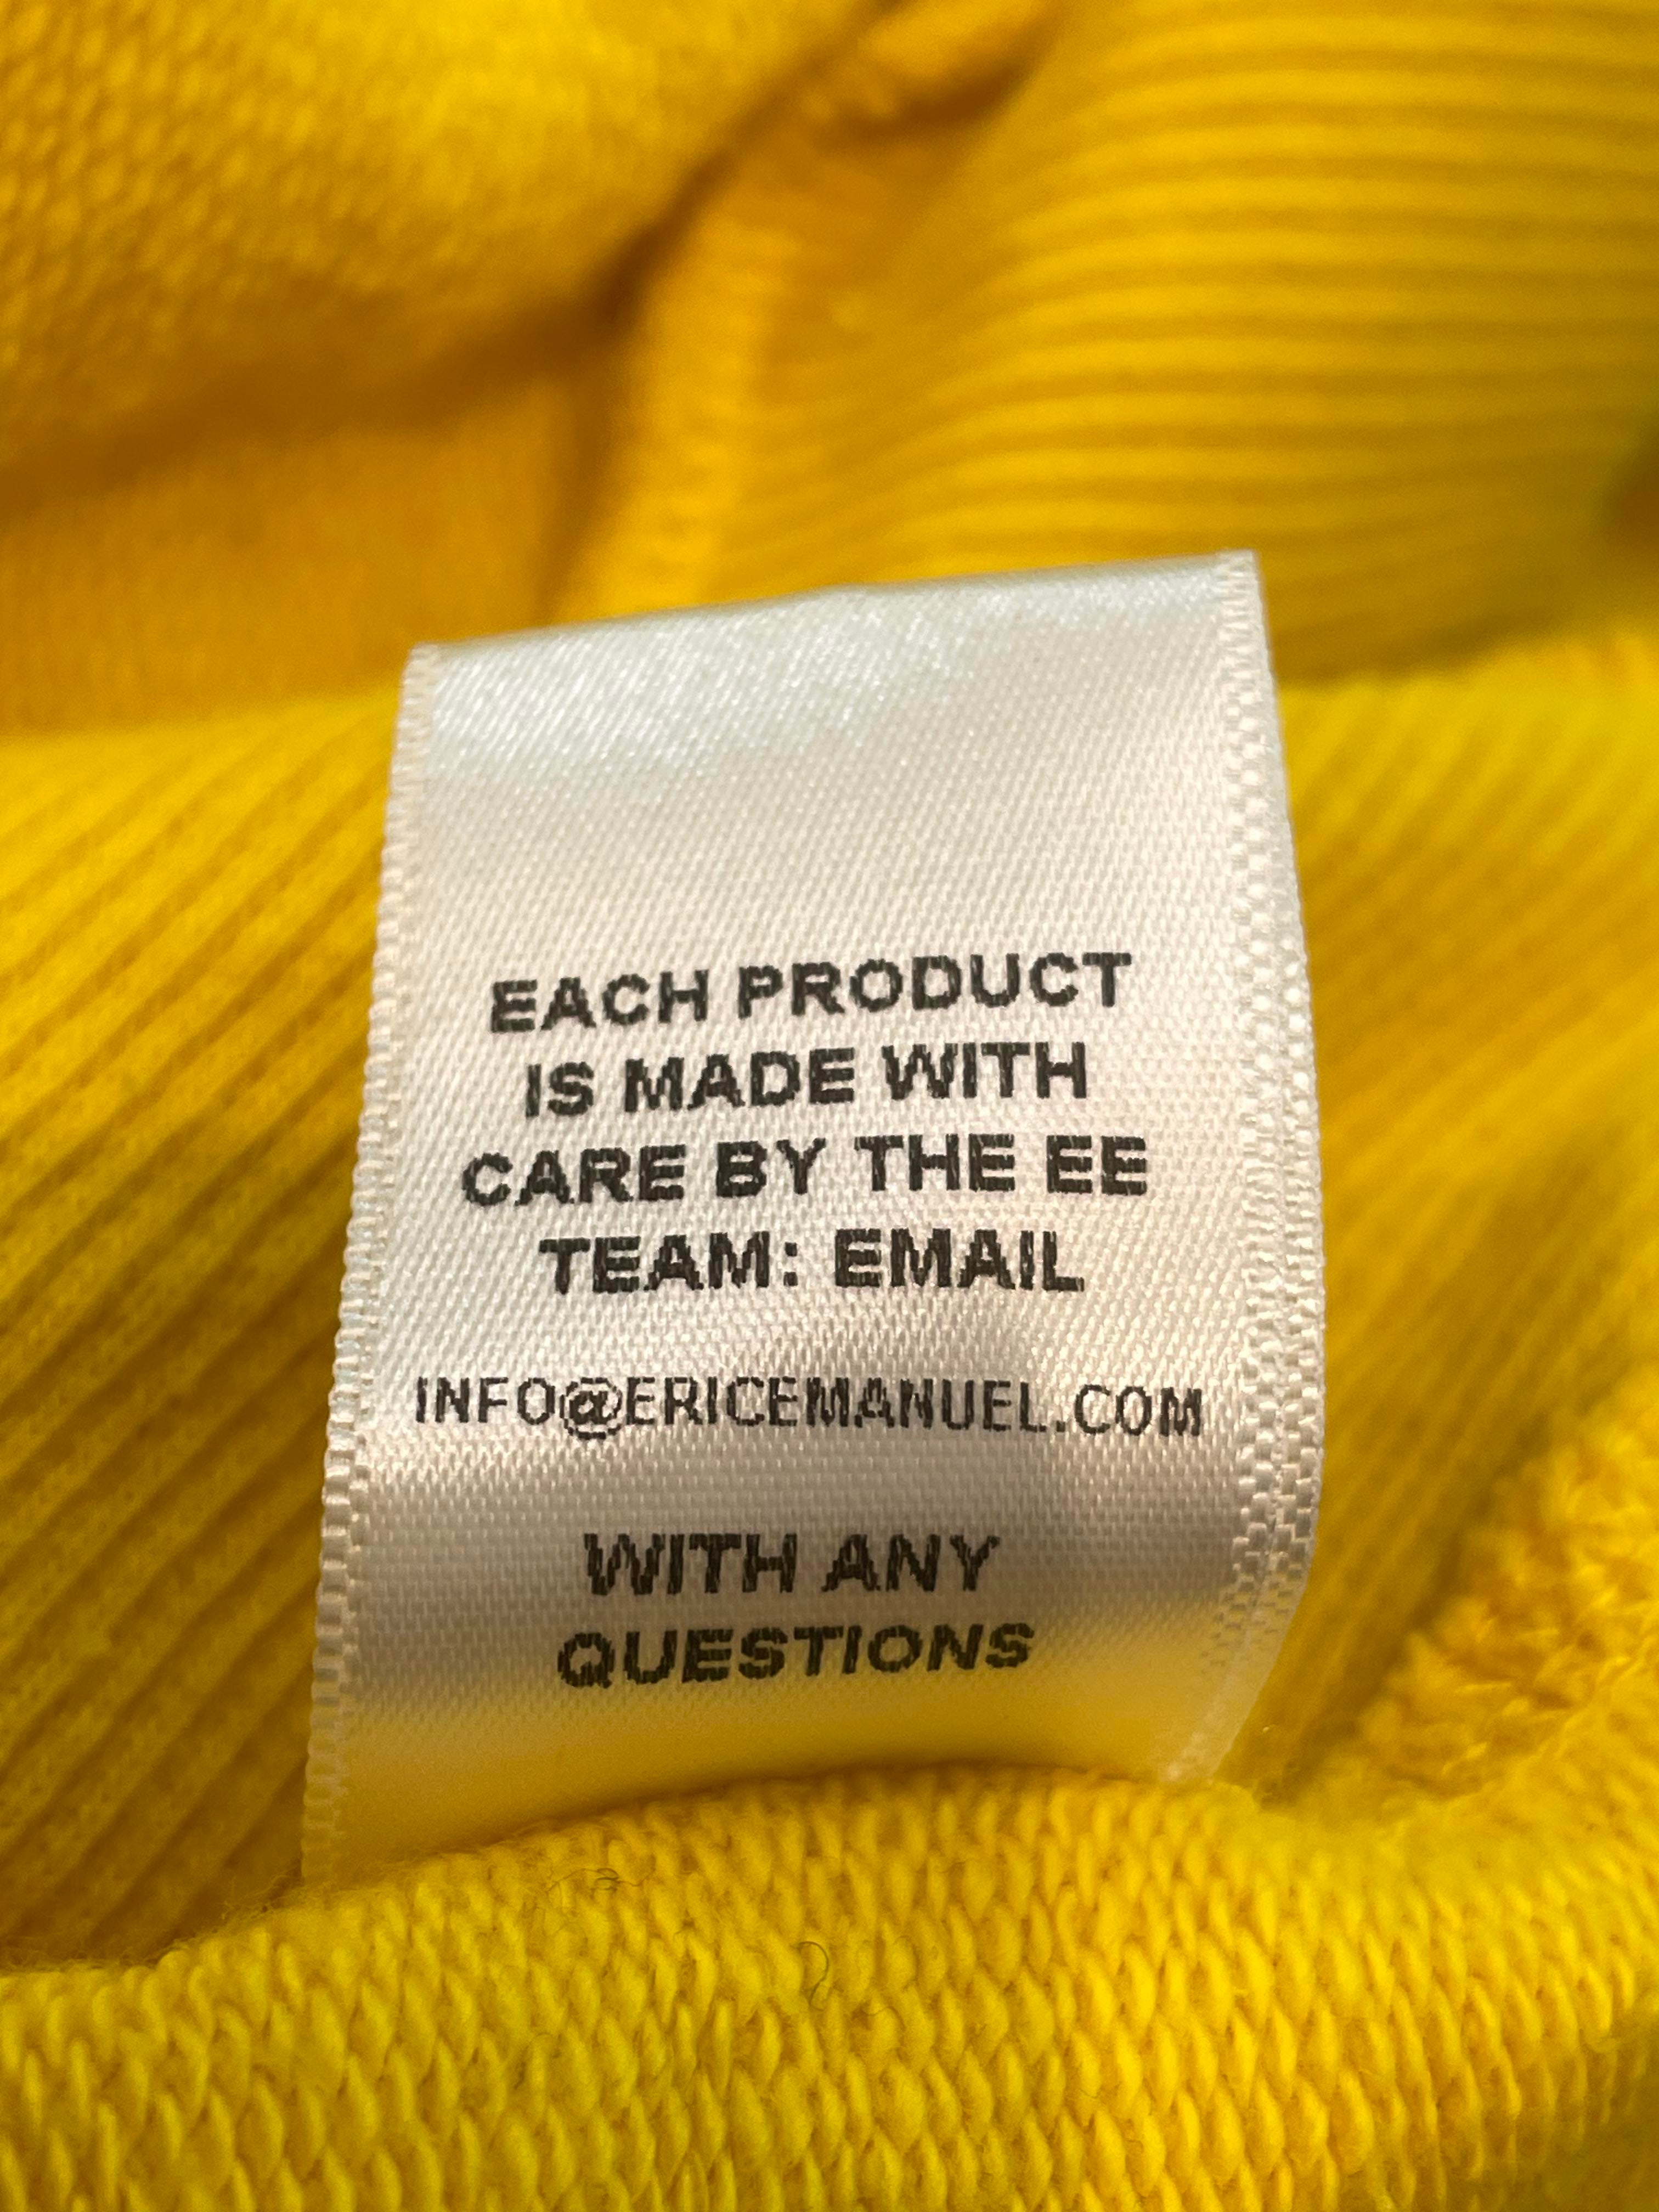 EACH PRODUCT
IS MADE WITH
CARE BY THE EE
TEAM: EMAIL
INFO@ERICEMANUEL.COM
WITH ANY
QUESTIONS